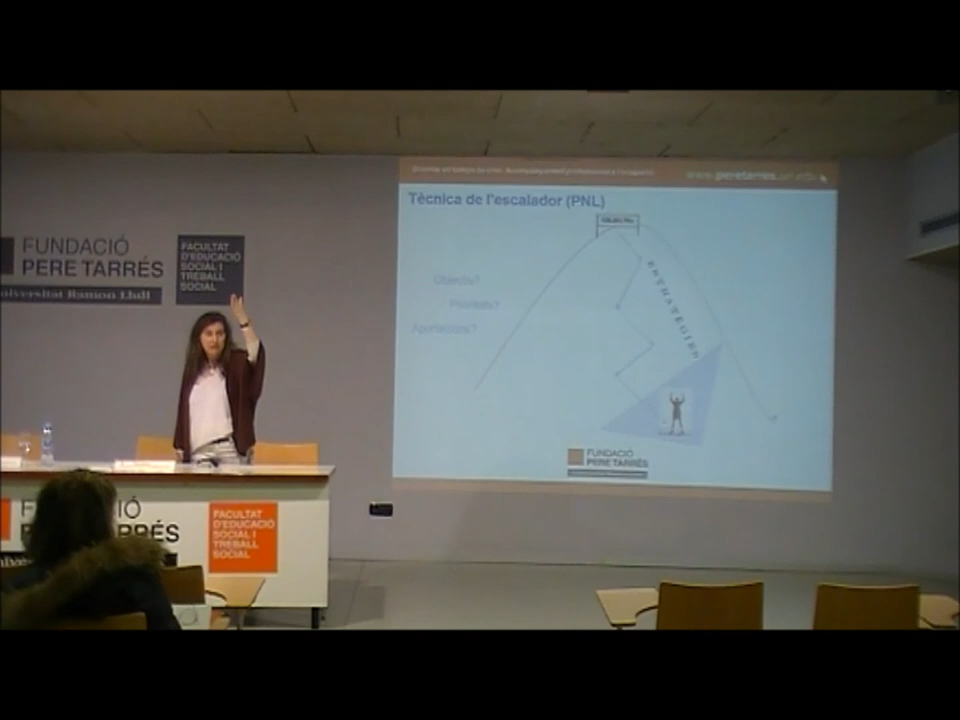 FUNDACIÓ
PERE TARRÉS
Universitat Ramon Llull
FACULTAT
D'EDUCACIÓ
SOCIAL I
TREBALL
SOCIAL
www.peretarres.url.edu
Tècnica de l'escalador (PNL)
Objectiu?
Prioritats?
Aportacions?
ESTRATÈGIES
FUNDACIÓ
PERE TARRÉS
FACULTAT
D'EDUCACIÓ
SOCIAL I
TREBALL
SOCIAL